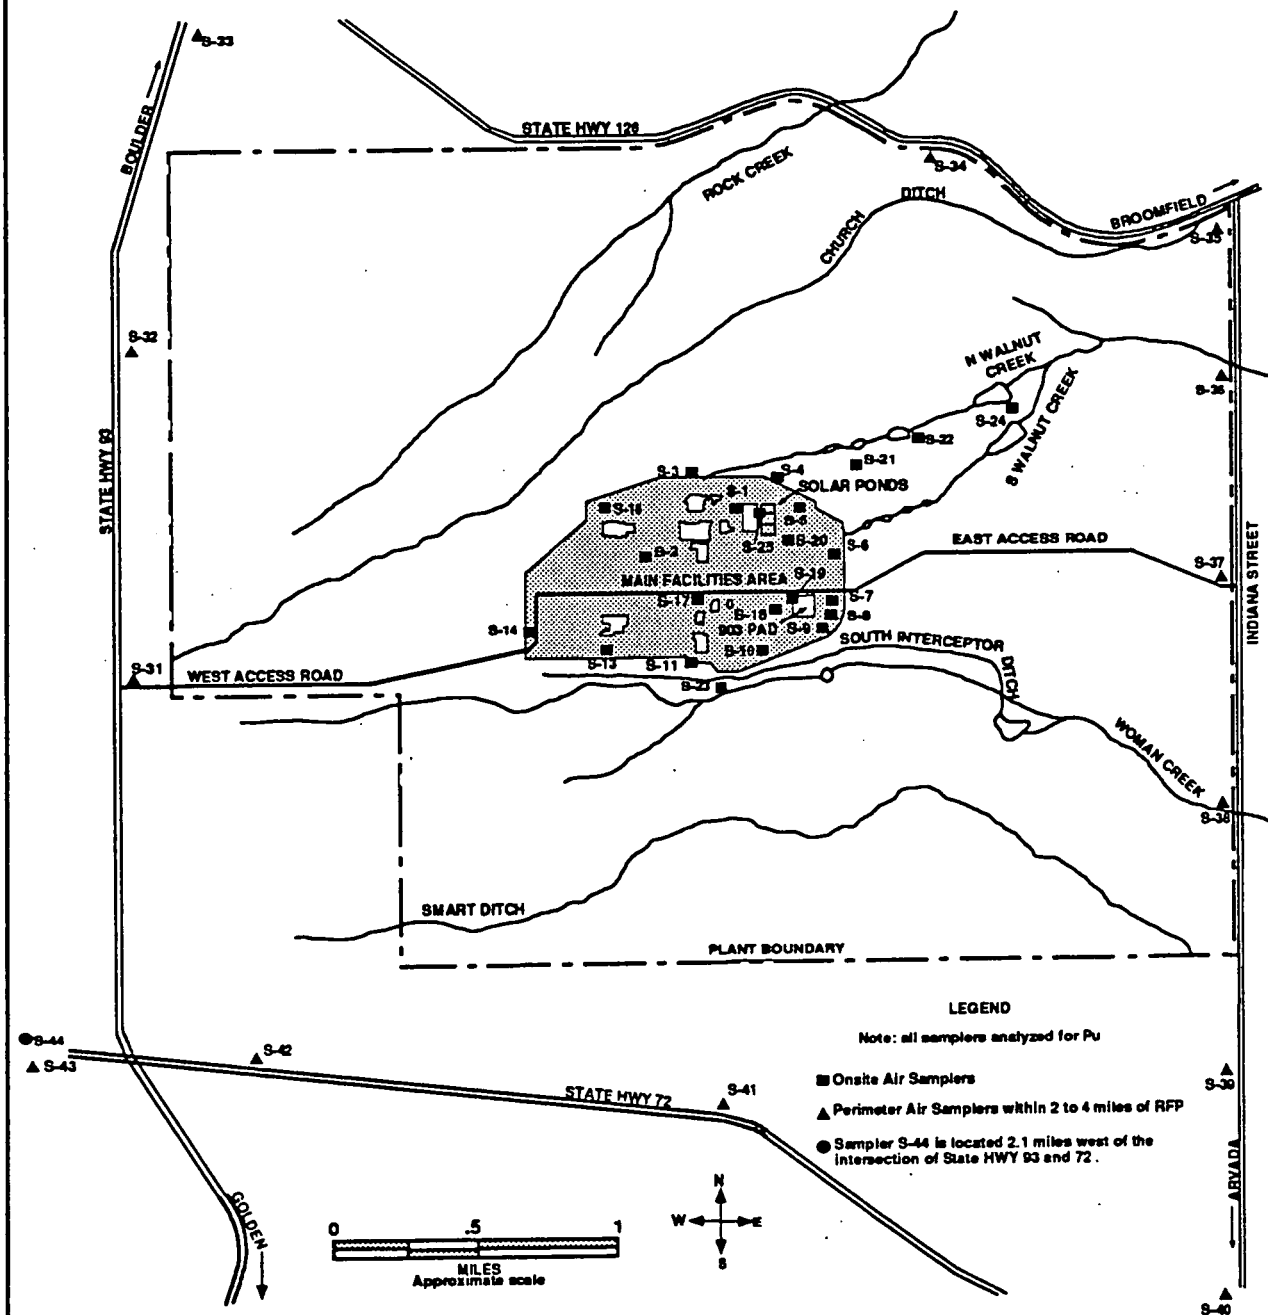 S-33
BOULDER
STATE HWY 128
ROCK CREEK
S-34
DITCH
CHURCH
BROOMFIELD
S-35
S-32
N WALNUT
CREEK
S-36
S-24
S WALNUT CREEK
S-22
S-21
S-3
S-4
STATE HWY 93
SOLAR PONDS
S-1
S-16
S-5
S-25
S-20
S-6
S-2
EAST ACCESS ROAD
S-37
INDIANA STREET
MAIN FACILITIES AREA
S-19
S-17
S-7
S-18
S-8
903 PAD
S-9
S-14
SOUTH INTERCEPTOR
DITCH
S-10
S-13
S-11
S-31
WEST ACCESS ROAD
S-23
WOMAN CREEK
S-38
SMART DITCH
PLANT BOUNDARY
LEGEND
Note: all samplers analyzed for Pu
Onsite Air Samplers
Perimeter Air Samplers within 2 to 4 miles of RFP
Sampler S-44 is located 2.1 miles west of the
intersection of State HWY 93 and 72.
S-44
S-43
S-42
STATE HWY 72
S-41
S-39
ARVADA
GOLDEN
N
W E
S
0 .5 1
MILES
Approximate scale
S-40